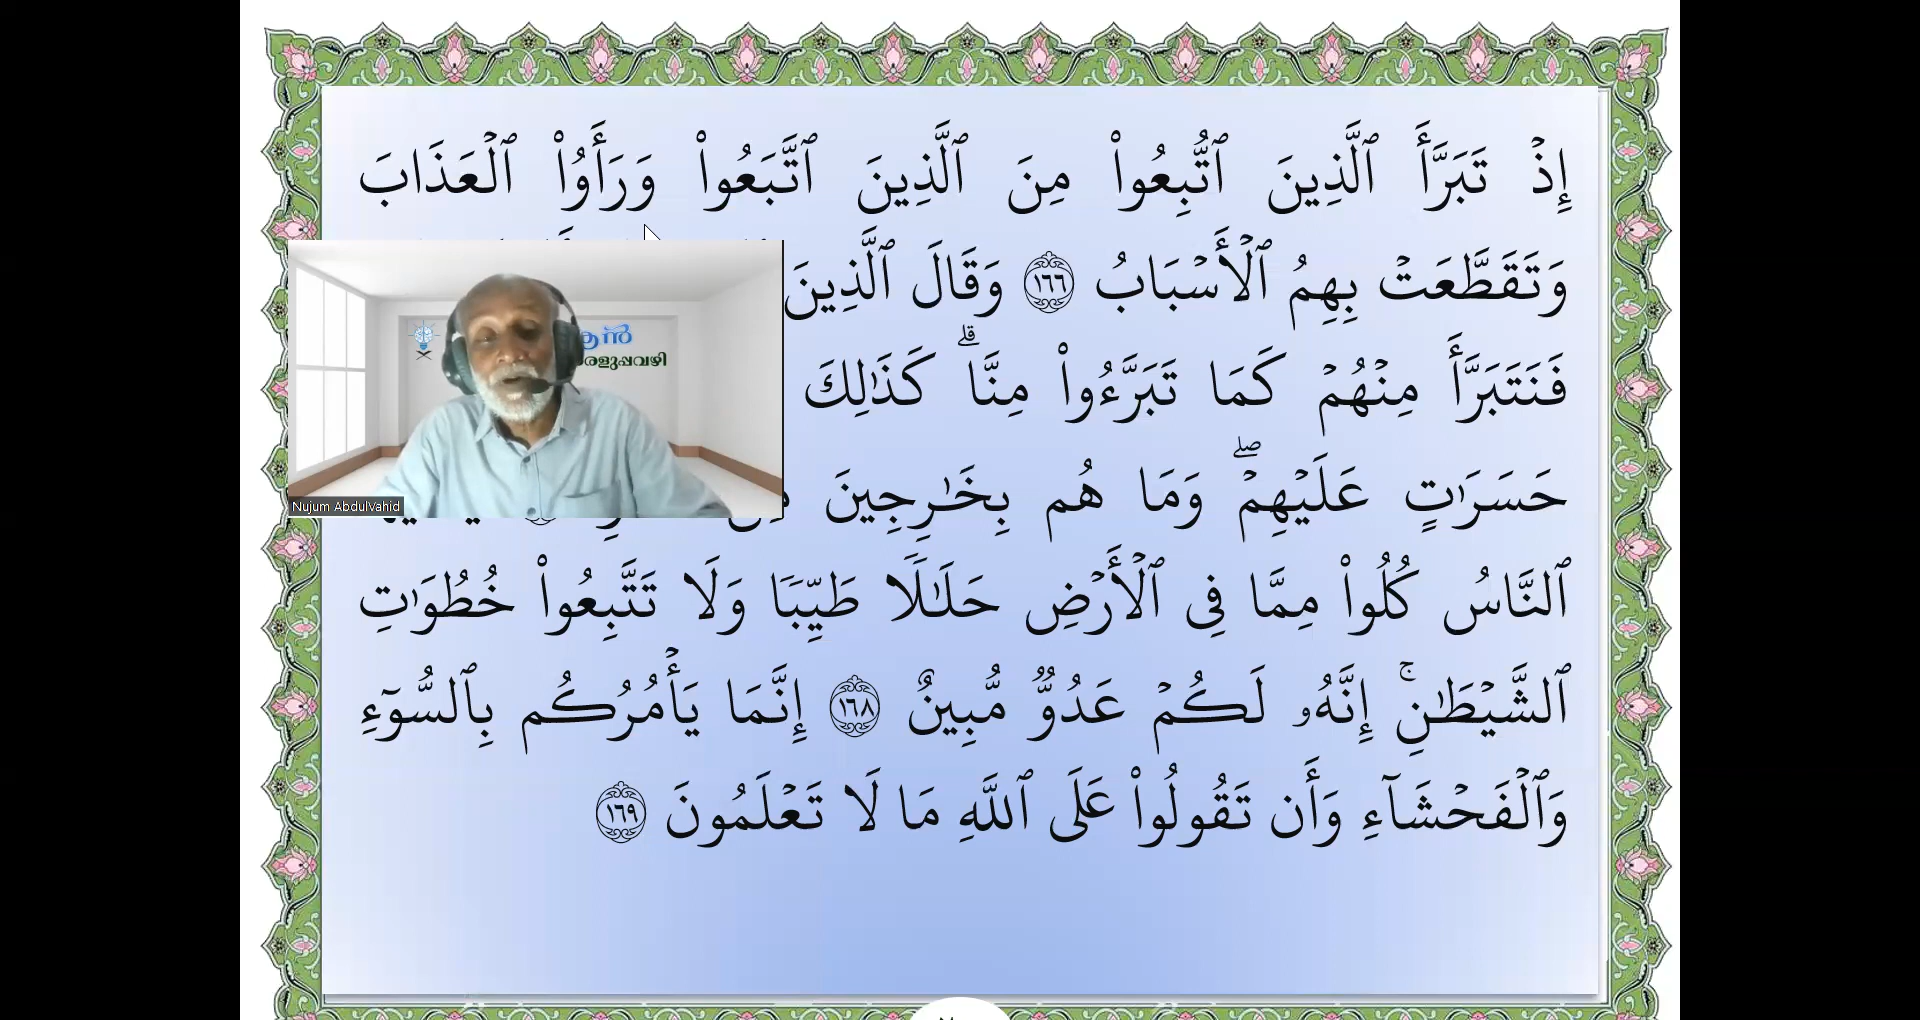 إِذۡ تَبَرَّأَ ٱلَّذِينَ ٱتُّبِعُواْ مِنَ ٱلَّذِينَ ٱتَّبَعُواْ وَرَأَوُاْ ٱلۡعَذَابَ
وَتَقَطَّعَتۡ بِهِمُ ٱلۡأَسۡبَابُ ١٦٦ وَقَالَ ٱلَّذِينَ
فَنَتَبَرَّأَ مِنۡهُمۡ كَمَا تَبَرَّءُواْ مِنَّاۗ كَذَٰلِكَ
حَسَرَٰتٍ عَلَيۡهِمۡۖ وَمَا هُم بِخَٰرِجِينَ
ٱلنَّاسُ كُلُواْ مِمَّا فِي ٱلۡأَرۡضِ حَلَٰلٗا طَيِّبٗا وَلَا تَتَّبِعُواْ خُطُوَٰتِ
ٱلشَّيۡطَٰنِۚ إِنَّهُۥ لَكُمۡ عَدُوّٞ مُّبِينٌ ١٦٨ إِنَّمَا يَأۡمُرُكُم بِٱلسُّوٓءِ
وَٱلۡفَحۡشَآءِ وَأَن تَقُولُواْ عَلَى ٱللَّهِ مَا لَا تَعۡلَمُونَ ١٦٩
Nujum AbdulVahid